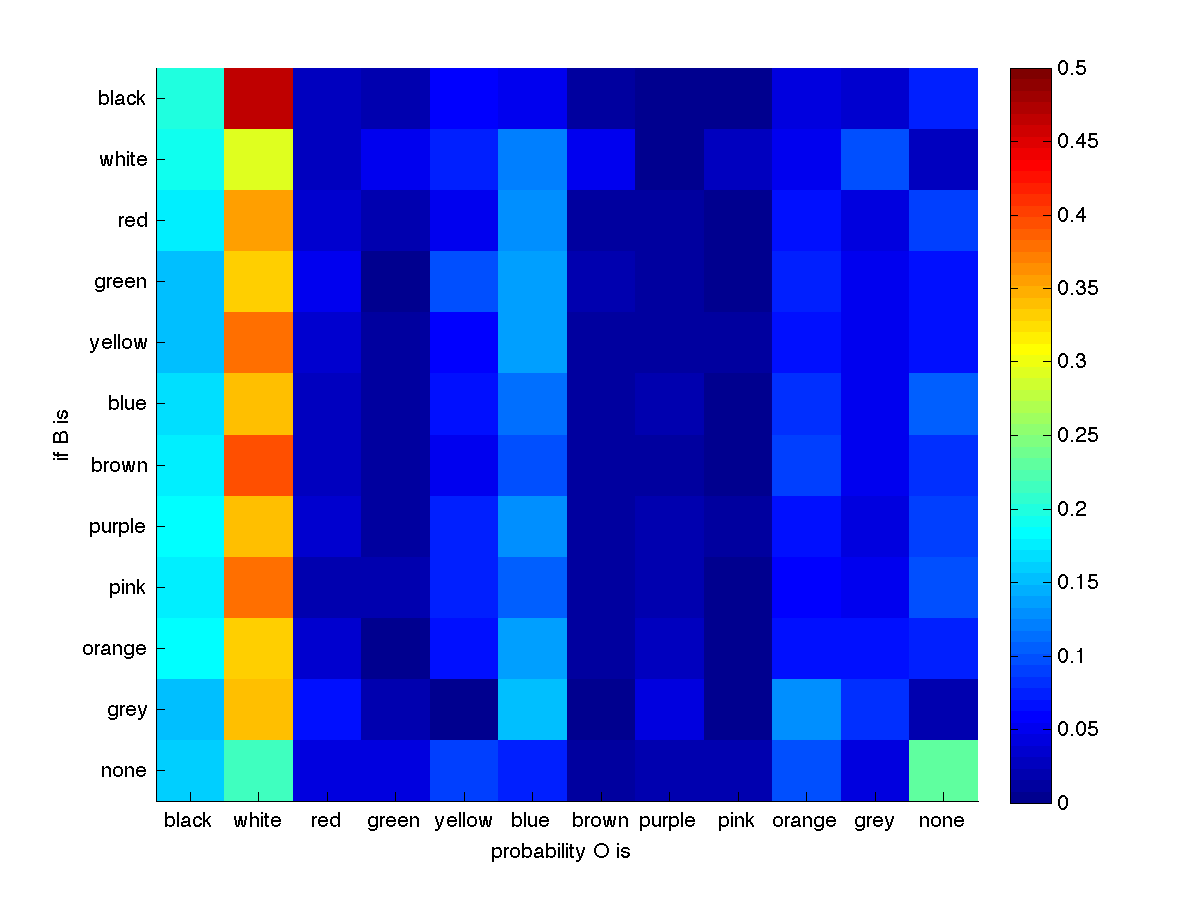 black
white
red
green
yellow
blue
brown
purple
pink
orange
grey
none
if B is
black white red green yellow blue brown purple pink orange grey none
probability O is
0.5
0.45
0.4
0.35
0.3
0.25
0.2
0.15
0.1
0.05
0